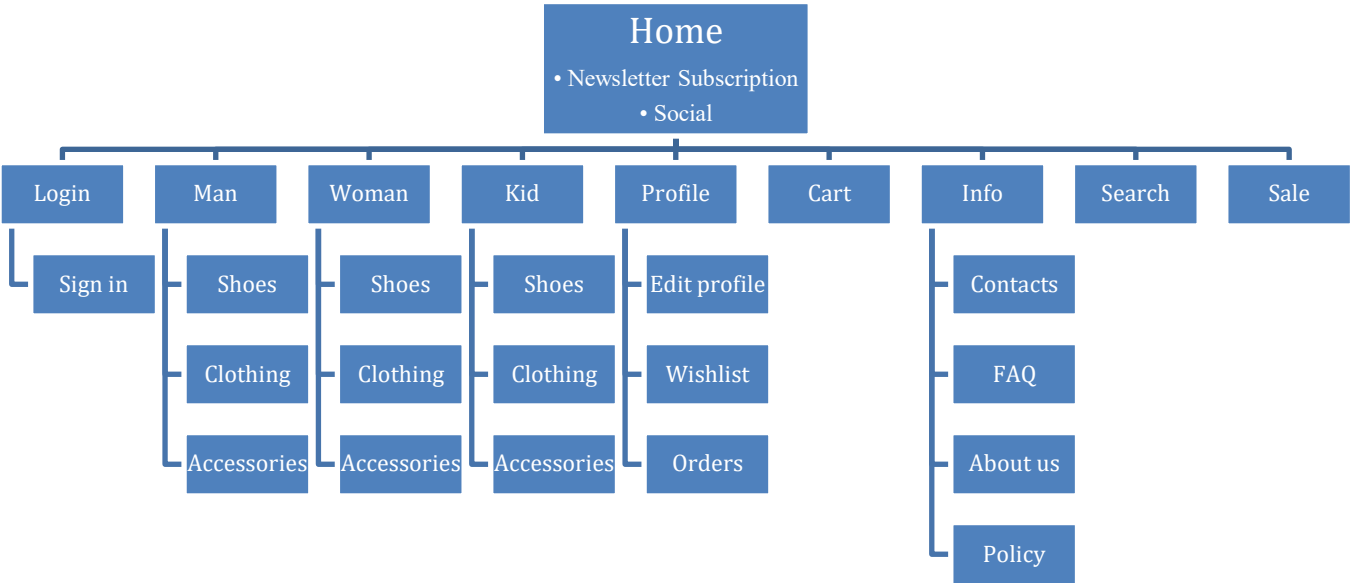 Home
• Newsletter Subscription
• Social
Login
Man
Woman
Kid
Profile
Cart
Info
Search
Sale
Sign in
Shoes
Shoes
Shoes
Edit profile
Contacts
Clothing
Clothing
Clothing
Wishlist
FAQ
Accessories
Accessories
Accessories
Orders
About us
Policy